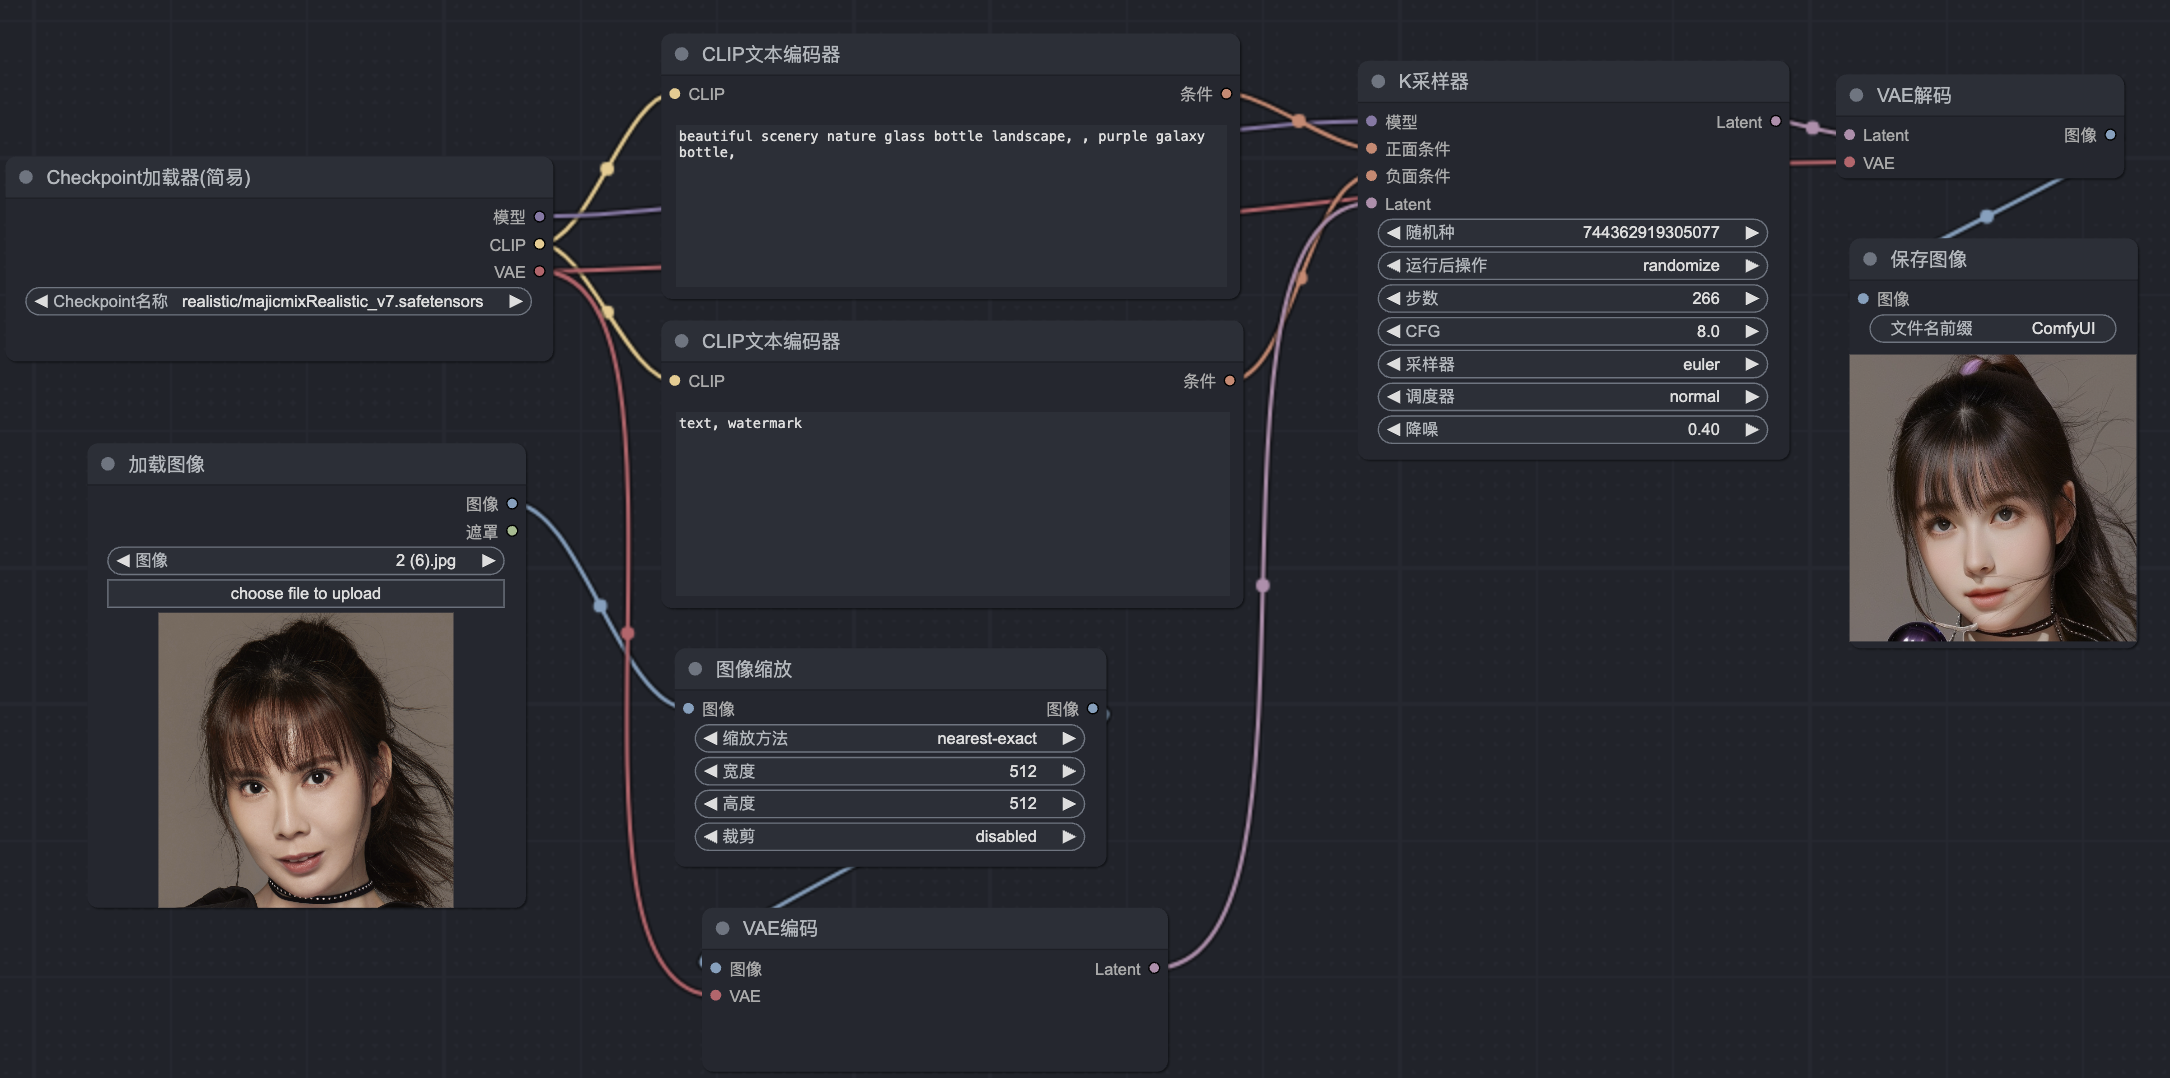 Checkpoint加载器(简易)
模型
CLIP
VAE
Checkpoint名称 realistic/majicmixRealistic_v7.safetensors
加载图像
图像
遮罩
图像 2 (6).jpg
choose file to upload
CLIP文本编码器
CLIP 条件
beautiful scenery nature glass bottle landscape, , purple galaxy
bottle,
CLIP文本编码器
CLIP 条件
text, watermark
图像缩放
图像 图像
缩放方法 nearest-exact
宽度 512
高度 512
裁剪 disabled
VAE编码
图像 Latent
VAE
K采样器
模型 Latent
正面条件
负面条件
Latent
随机种 744362919305077
运行后操作 randomize
步数 266
CFG 8.0
采样器 euler
调度器 normal
降噪 0.40
VAE解码
Latent 图像
VAE
保存图像
图像
文件名前缀 ComfyUI